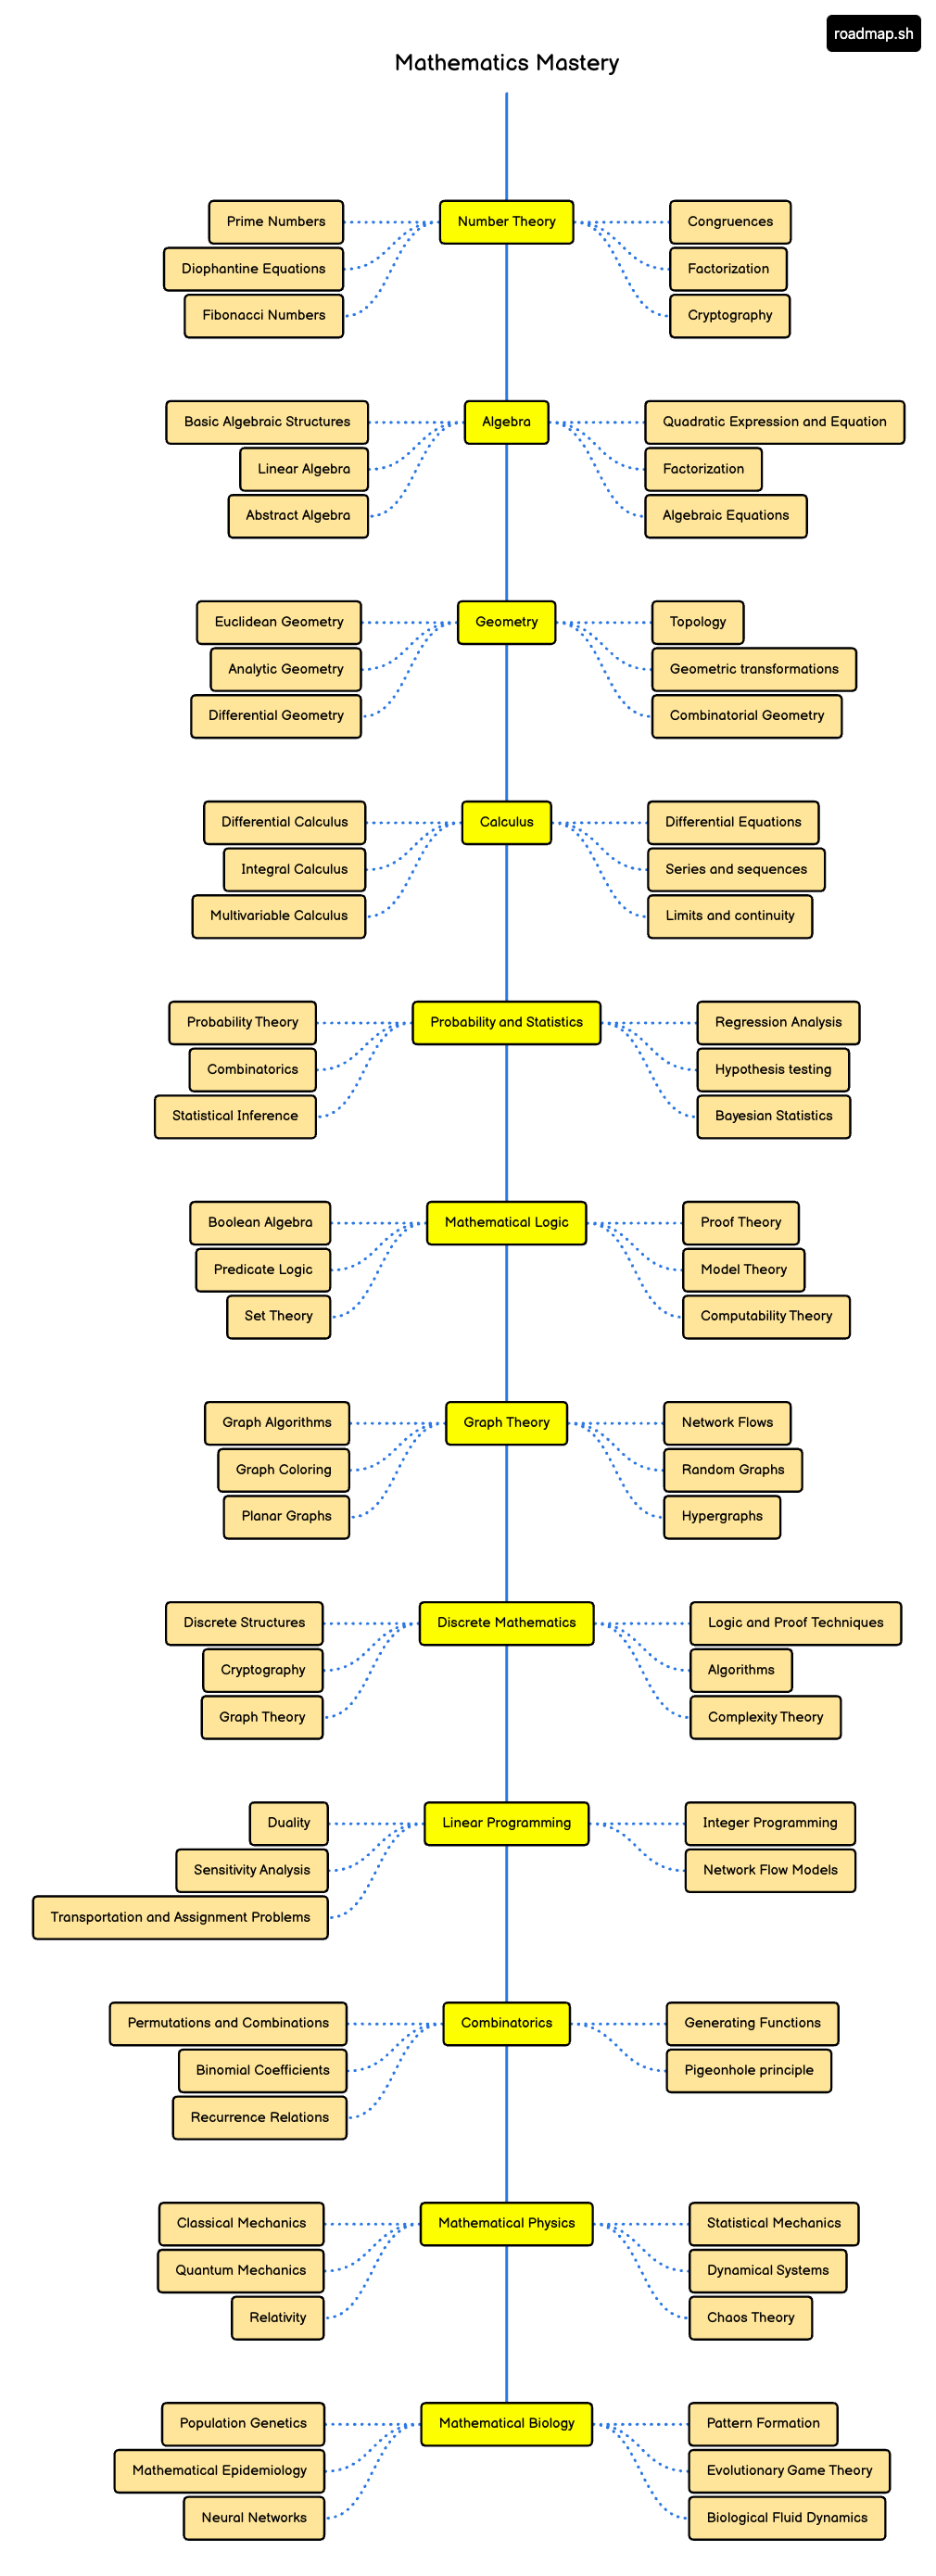 roadmap.sh
Mathematics Mastery
Prime Numbers
Number Theory
Congruences
Diophantine Equations
Factorization
Fibonacci Numbers
Cryptography
Basic Algebraic Structures
Algebra
Quadratic Expression and Equation
Linear Algebra
Factorization
Abstract Algebra
Algebraic Equations
Euclidean Geometry
Geometry
Topology
Analytic Geometry
Geometric transformations
Differential Geometry
Combinatorial Geometry
Differential Calculus
Calculus
Differential Equations
Integral Calculus
Series and sequences
Multivariable Calculus
Limits and continuity
Probability Theory
Probability and Statistics
Regression Analysis
Combinatorics
Hypothesis testing
Statistical Inference
Bayesian Statistics
Boolean Algebra
Mathematical Logic
Proof Theory
Predicate Logic
Model Theory
Set Theory
Computability Theory
Graph Algorithms
Graph Theory
Network Flows
Graph Coloring
Random Graphs
Planar Graphs
Hypergraphs
Discrete Structures
Discrete Mathematics
Logic and Proof Techniques
Cryptography
Algorithms
Graph Theory
Complexity Theory
Duality
Linear Programming
Integer Programming
Sensitivity Analysis
Network Flow Models
Transportation and Assignment Problems
Permutations and Combinations
Combinatorics
Generating Functions
Binomial Coefficients
Pigeonhole principle
Recurrence Relations
Classical Mechanics
Mathematical Physics
Statistical Mechanics
Quantum Mechanics
Dynamical Systems
Relativity
Chaos Theory
Population Genetics
Mathematical Biology
Pattern Formation
Mathematical Epidemiology
Evolutionary Game Theory
Neural Networks
Biological Fluid Dynamics